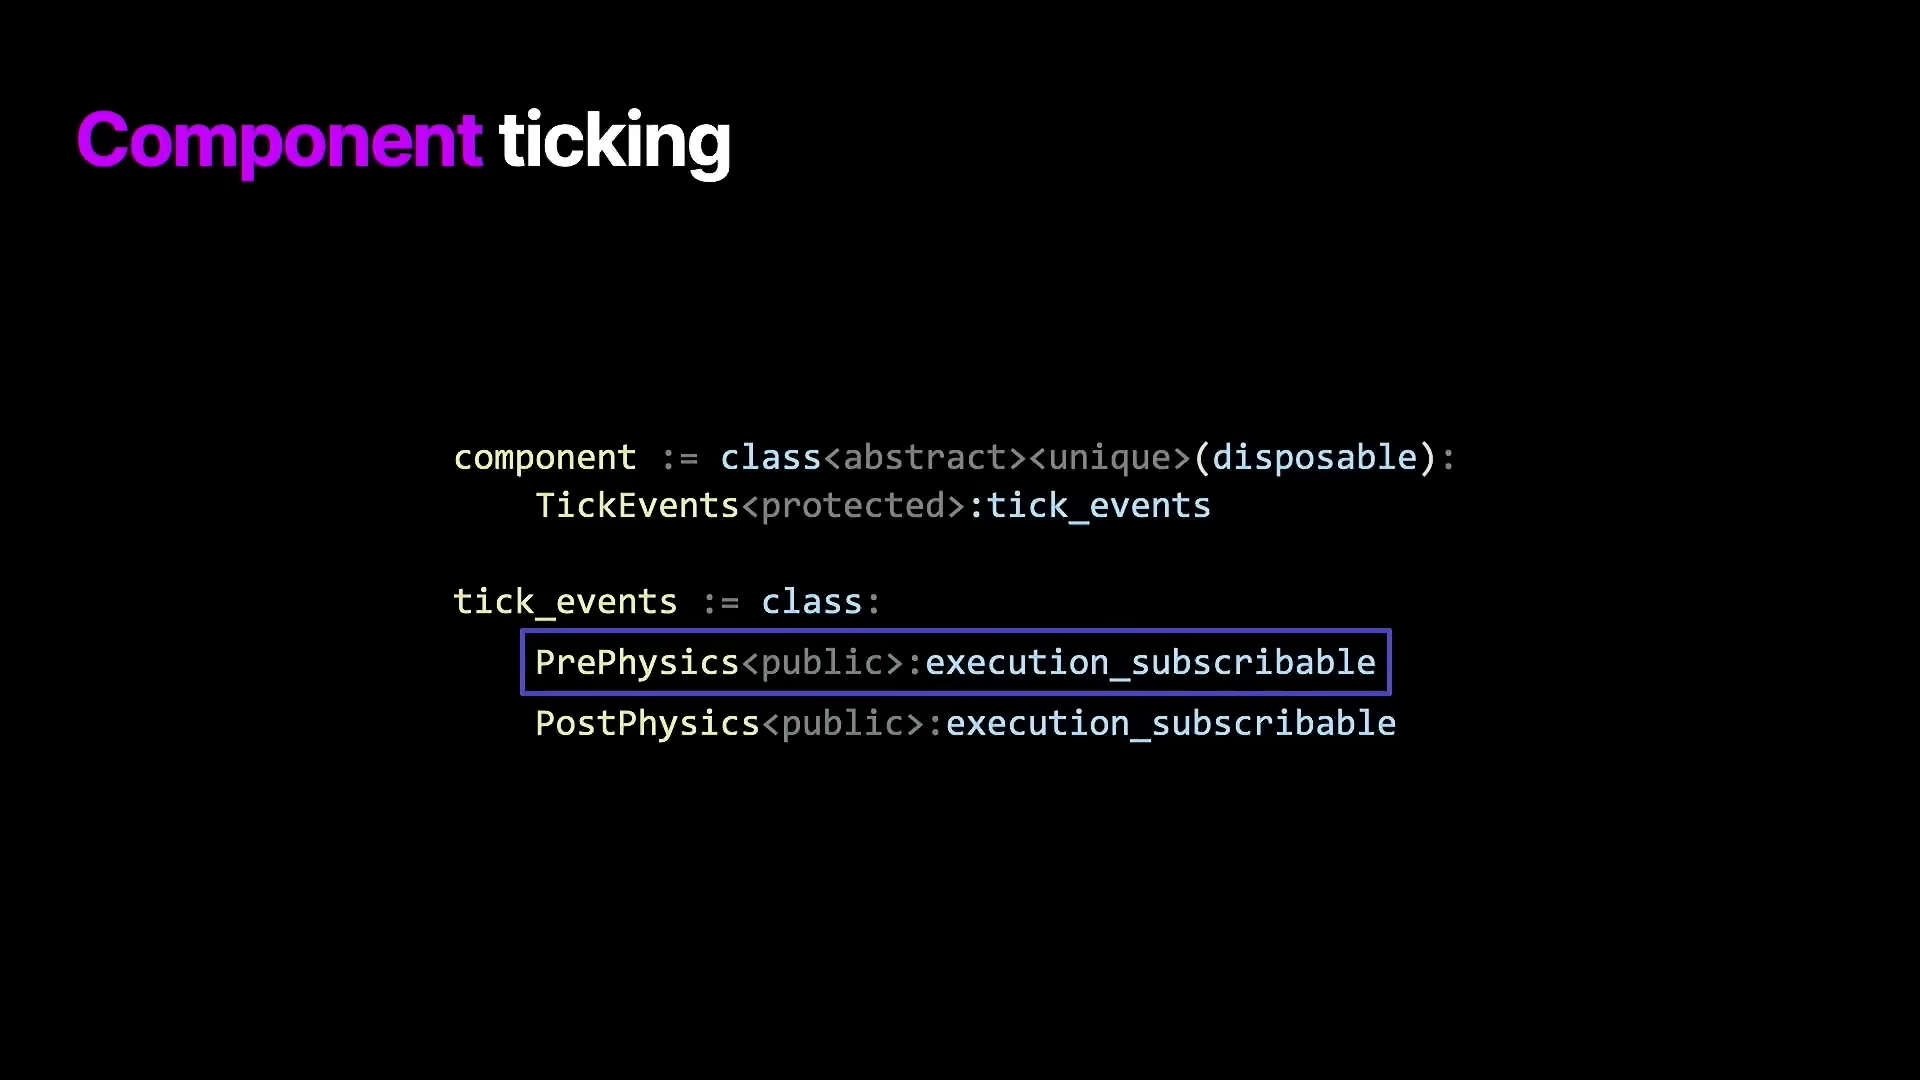 Component ticking
component := class<abstract><unique>(disposable):
    TickEvents<protected>:tick_events
tick_events := class:
    PrePhysics<public>:execution_subscribable
    PostPhysics<public>:execution_subscribable